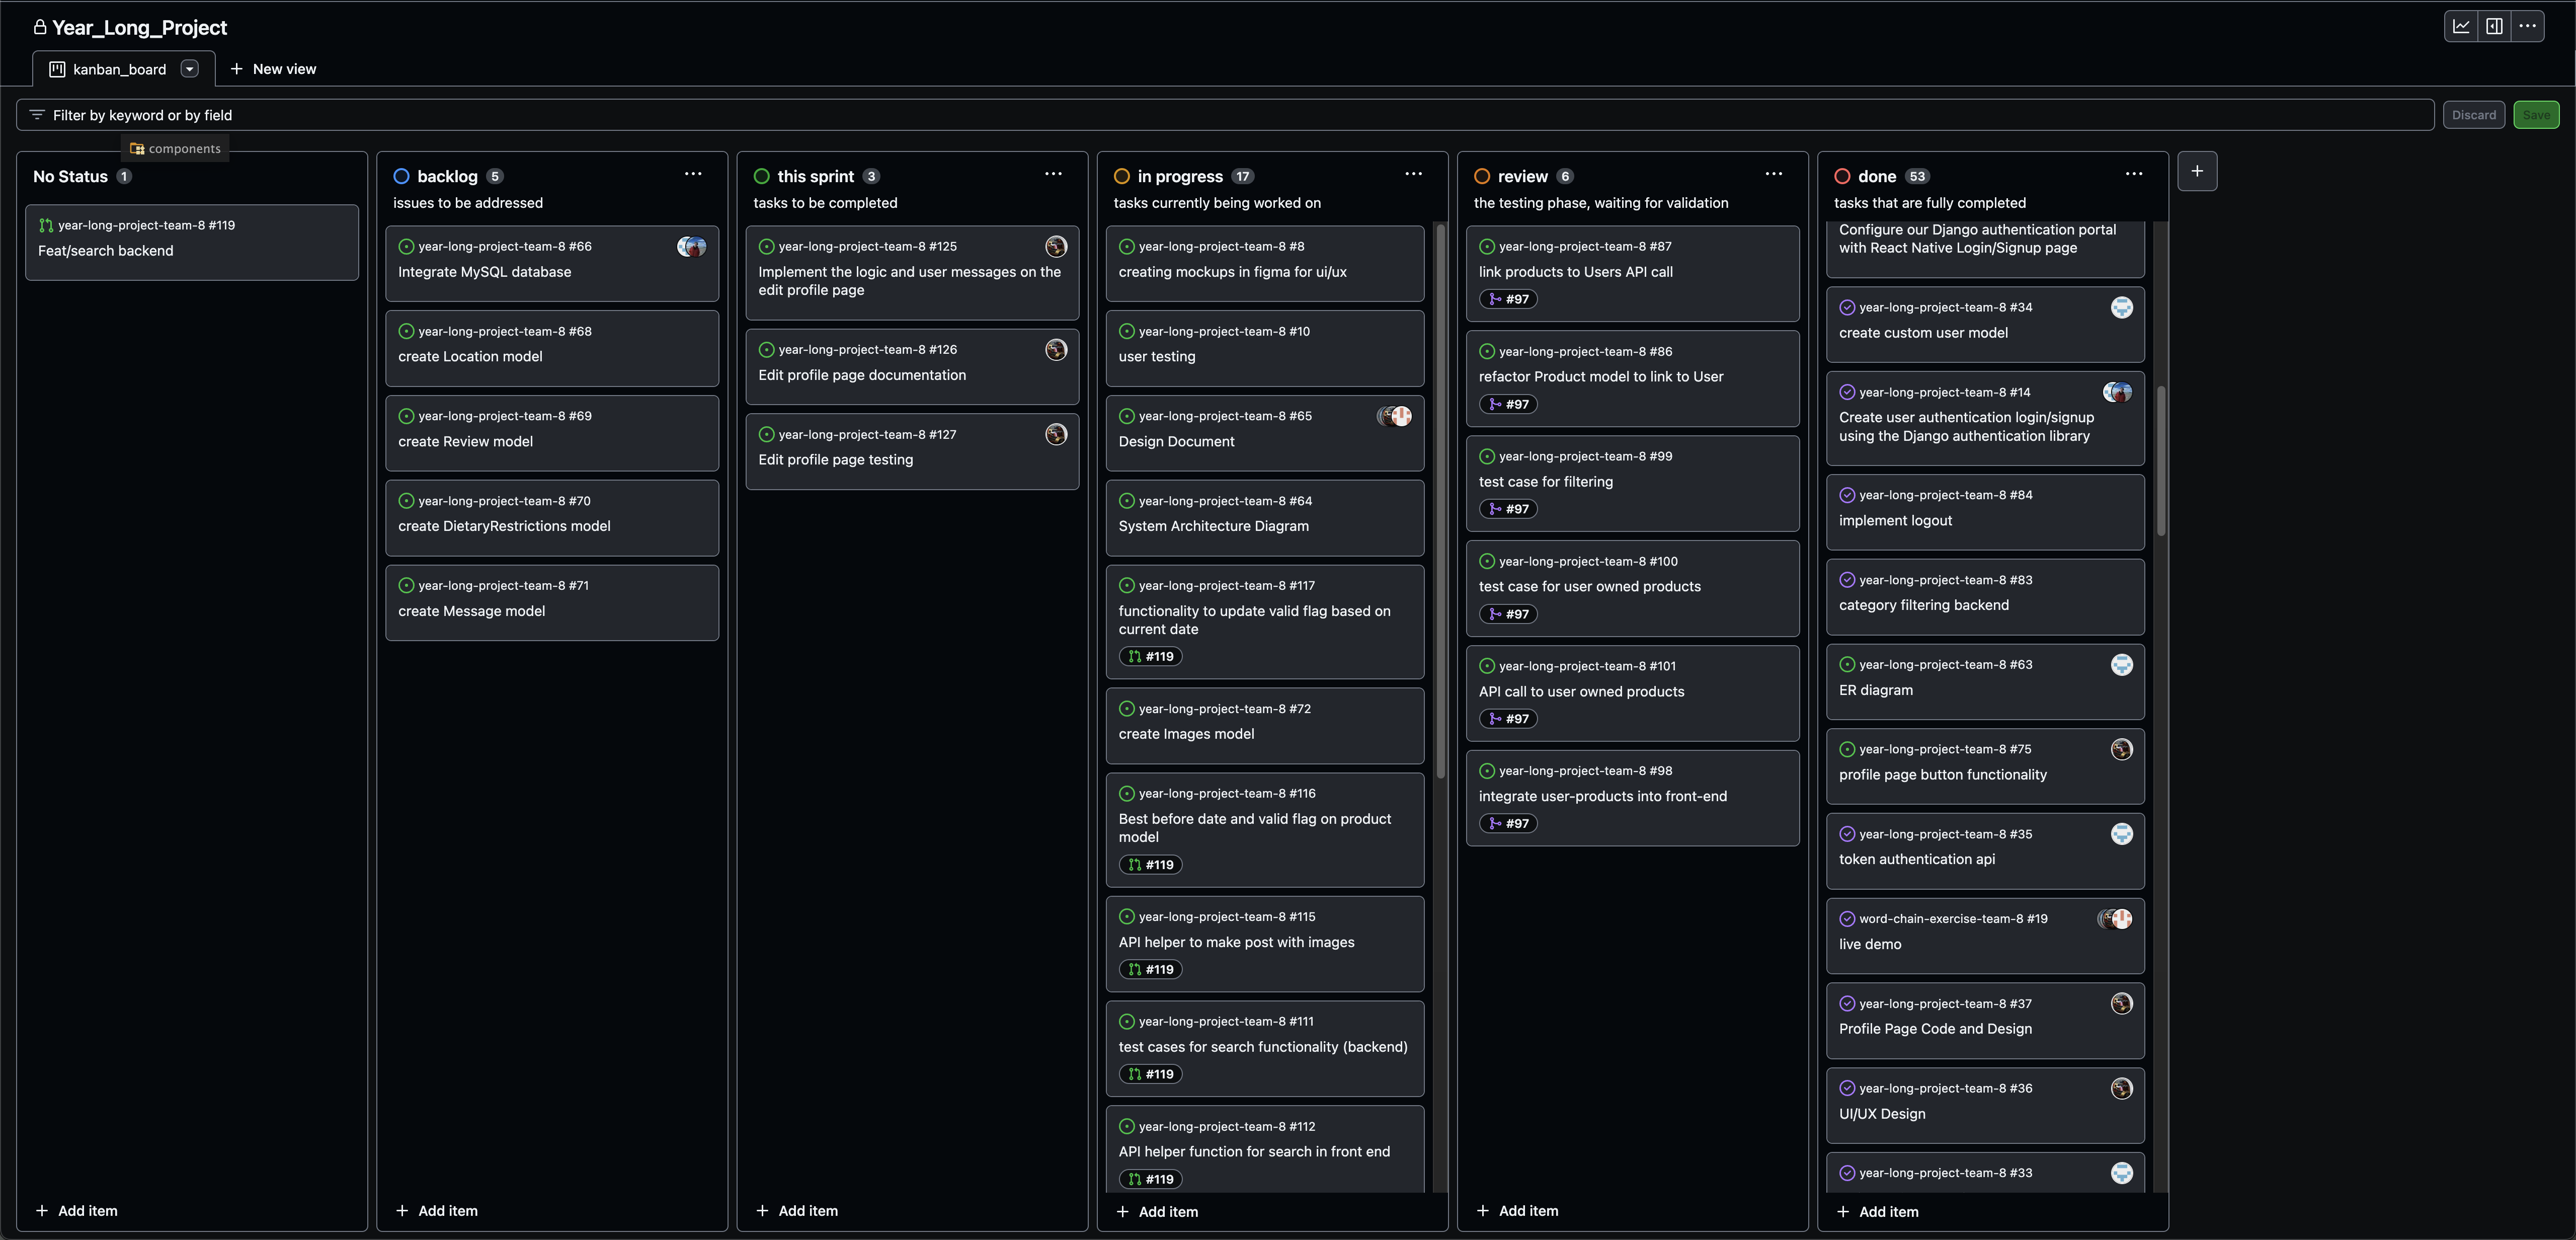 Year_Long_Project
kanban_board
New view
Filter by keyword or by field
Discard
Save
components
No Status 1
year-long-project-team-8 #119
Feat/search backend
Add item
backlog 5
issues to be addressed
year-long-project-team-8 #66
Integrate MySQL database
year-long-project-team-8 #68
create Location model
year-long-project-team-8 #69
create Review model
year-long-project-team-8 #70
create DietaryRestrictions model
year-long-project-team-8 #71
create Message model
Add item
this sprint 3
tasks to be completed
year-long-project-team-8 #125
Implement the logic and user messages on the
edit profile page
year-long-project-team-8 #126
Edit profile page documentation
year-long-project-team-8 #127
Edit profile page testing
Add item
in progress 17
tasks currently being worked on
year-long-project-team-8 #8
creating mockups in figma for ui/ux
year-long-project-team-8 #10
user testing
year-long-project-team-8 #65
Design Document
year-long-project-team-8 #64
System Architecture Diagram
year-long-project-team-8 #117
functionality to update valid flag based on
current date
#119
year-long-project-team-8 #72
create Images model
year-long-project-team-8 #116
Best before date and valid flag on product
model
#119
year-long-project-team-8 #115
API helper to make post with images
#119
year-long-project-team-8 #111
test cases for search functionality (backend)
#119
year-long-project-team-8 #112
API helper function for search in front end
#119
Add item
review 6
the testing phase, waiting for validation
year-long-project-team-8 #87
link products to Users API call
#97
year-long-project-team-8 #86
refactor Product model to link to User
#97
year-long-project-team-8 #99
test case for filtering
#97
year-long-project-team-8 #100
test case for user owned products
#97
year-long-project-team-8 #101
API call to user owned products
#97
year-long-project-team-8 #98
integrate user-products into front-end
#97
Add item
done 53
tasks that are fully completed
Configure our Django authentication portal
with React Native Login/Signup page
year-long-project-team-8 #34
create custom user model
year-long-project-team-8 #14
Create user authentication login/signup
using the Django authentication library
year-long-project-team-8 #84
implement logout
year-long-project-team-8 #83
category filtering backend
year-long-project-team-8 #63
ER diagram
year-long-project-team-8 #75
profile page button functionality
year-long-project-team-8 #35
token authentication api
word-chain-exercise-team-8 #19
live demo
year-long-project-team-8 #37
Profile Page Code and Design
year-long-project-team-8 #36
UI/UX Design
year-long-project-team-8 #33
Add item